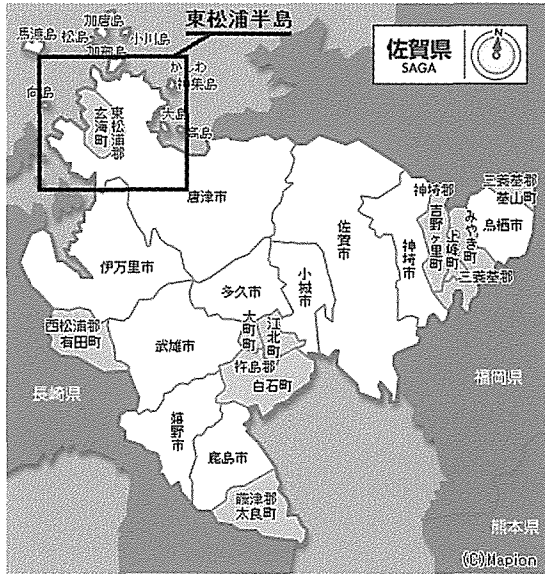 東松浦半島
佐賀県
SAGA
N
加唐島
馬渡島
松島
小川島
加部島
かしわ
神集島
向島
大島
高島
東松浦郡
玄海町
唐津市
伊万里市
佐賀市
神埼市
神埼郡
吉野ヶ里町
上峰町
みやき町
三養基郡
三養基郡
基山町
鳥栖市
多久市
小城市
大町町
江北町
杵島郡
白石町
西松浦郡
有田町
武雄市
嬉野市
鹿島市
藤津郡
太良町
長崎県
福岡県
熊本県
(C)Mapion